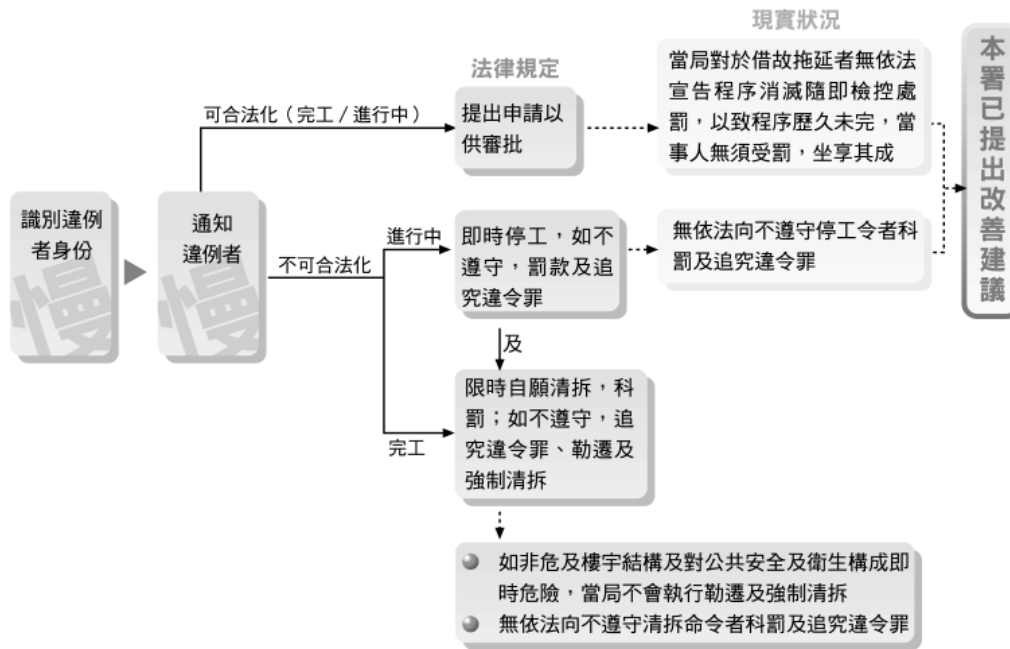 現實狀況
法律規定
可合法化（完工／進行中）
提出申請以
供審批
當局對於借故拖延者無依法
宣告程序消滅隨即檢控處
罰，以致程序歷久未完，當
事人無須受罰，坐享其成
本署已提出改善建議
識別違例
者身份
慢
通知
違例者
慢
不可合法化
進行中
即時停工，如不
遵守，罰款及追
究違令罪
無依法向不遵守停工令者科
罰及追究違令罪
及
完工
限時自願清拆，科
罰；如不遵守，追
究違令罪、勒遷及
強制清拆
如非危及樓宇結構及對公共安全及衛生構成即
時危險，當局不會執行勒遷及強制清拆
無依法向不遵守清拆命令者科罰及追究違令罪